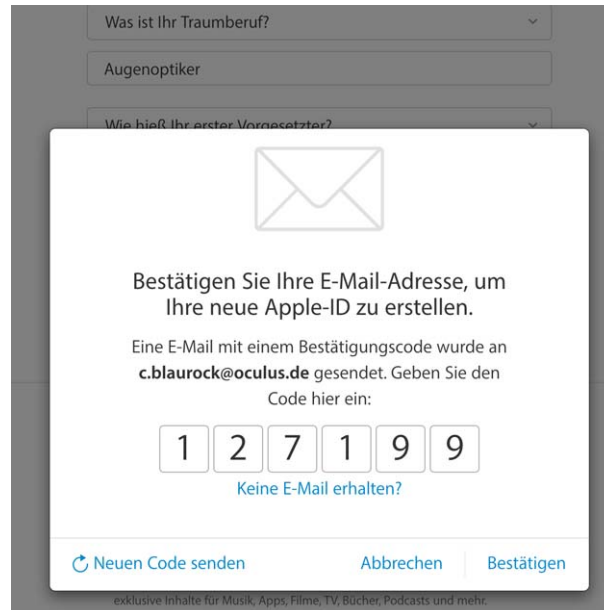 Was ist Ihr Traumberuf?
Augenoptiker
Wie hieß Ihr erster Vorgesetzter?
Bestätigen Sie Ihre E-Mail-Adresse, um
Ihre neue Apple-ID zu erstellen.
Eine E-Mail mit einem Bestätigungscode wurde an
c.blaurock@oculus.de gesendet. Geben Sie den
Code hier ein:
1 2 7 1 9 9
Keine E-Mail erhalten?
Neuen Code senden Abbrechen Bestätigen
exklusive Inhalte für Musik, Apps, Filme, TV, Bücher, Podcasts und mehr.